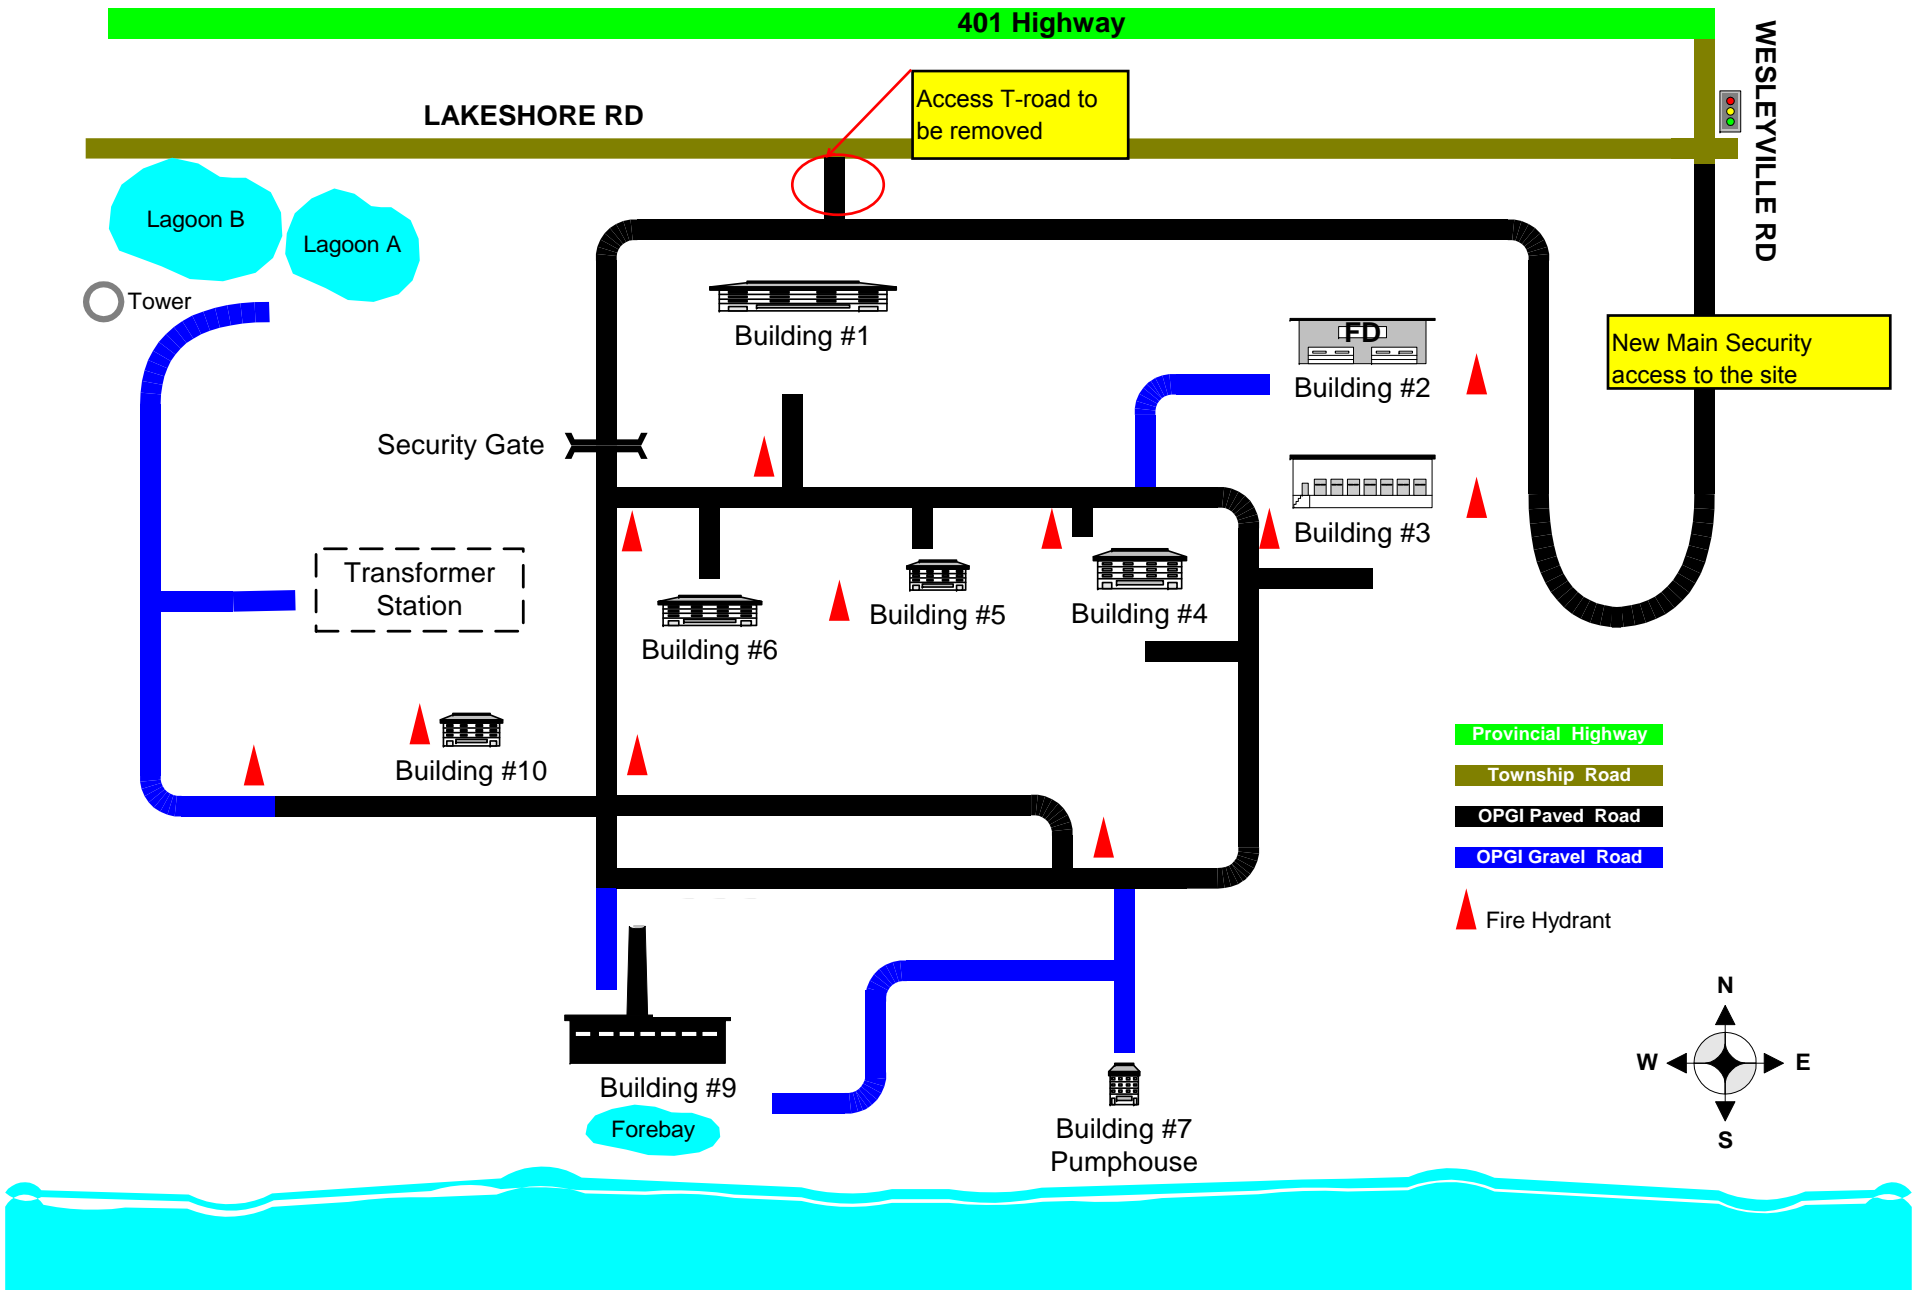 401 Highway
WESLEYVILLE RD
LAKESHORE RD
Access T-road to
be removed
Lagoon B
Lagoon A
Tower
Building #1
FD
Building #2
New Main Security
access to the site
Security Gate
Building #3
Transformer
Station
Building #5
Building #4
Building #6
Building #10
Provincial Highway
Township Road
OPGI Paved Road
OPGI Gravel Road
Fire Hydrant
N
W
E
S
Building #9
Forebay
Building #7
Pumphouse